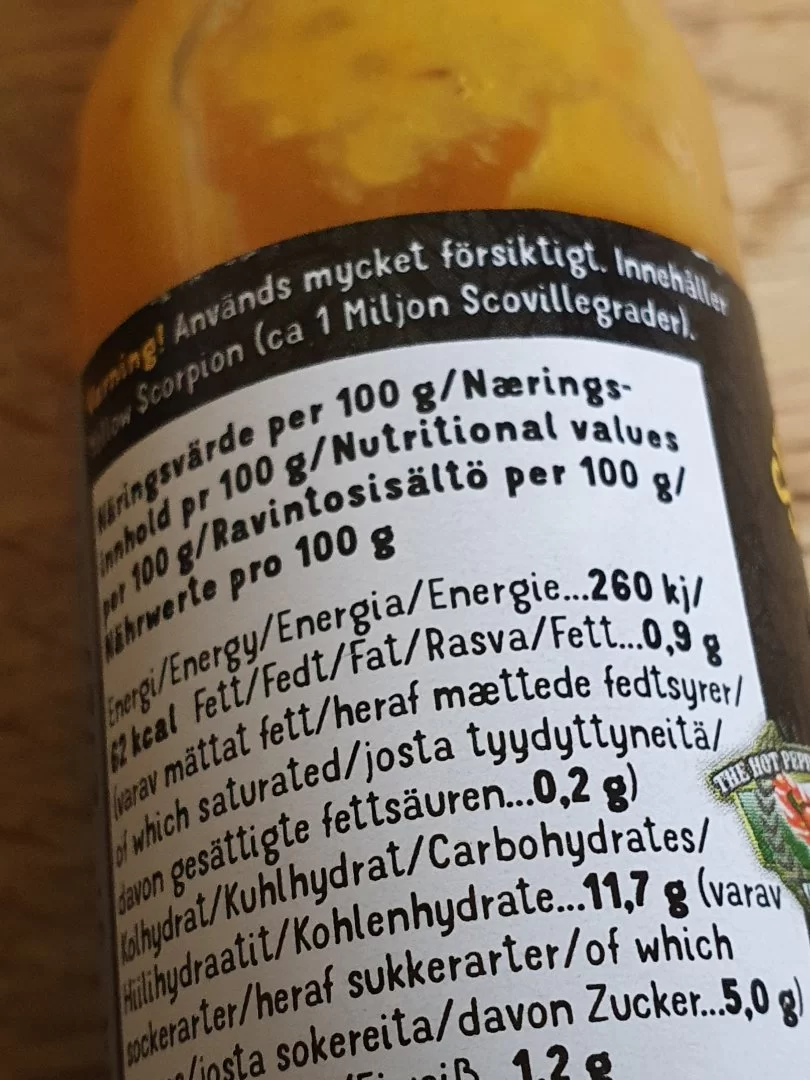 Warning! Används mycket försiktigt. Innehåller
Yellow Scorpion (ca 1 Miljon Scovillegrader).
Näringsvärde per 100 g/Nærings-
innhold pr 100 g/Nutritional values
per 100 g/Ravintosisältö per 100 g/
Nährwerte pro 100 g
Energi/Energy/Energia/Energie...260 kj/
62 kcal Fett/Fedt/Fat/Rasva/Fett...0,9 g
(varav mättat fett/heraf mættede fedtsyrer/
of which saturated/josta tyydyttyneitä/
davon gesättigte fettsäuren...0,2 g)
Kolhydrat/Kuhlhydrat/Carbohydrates/
Hiilihydraatit/Kohlenhydrate...11,7 g (varav
sockerarter/heraf sukkerarter/of which
/josta sokereita/davon Zucker...5,0 g)
1,2 g
THE HOT